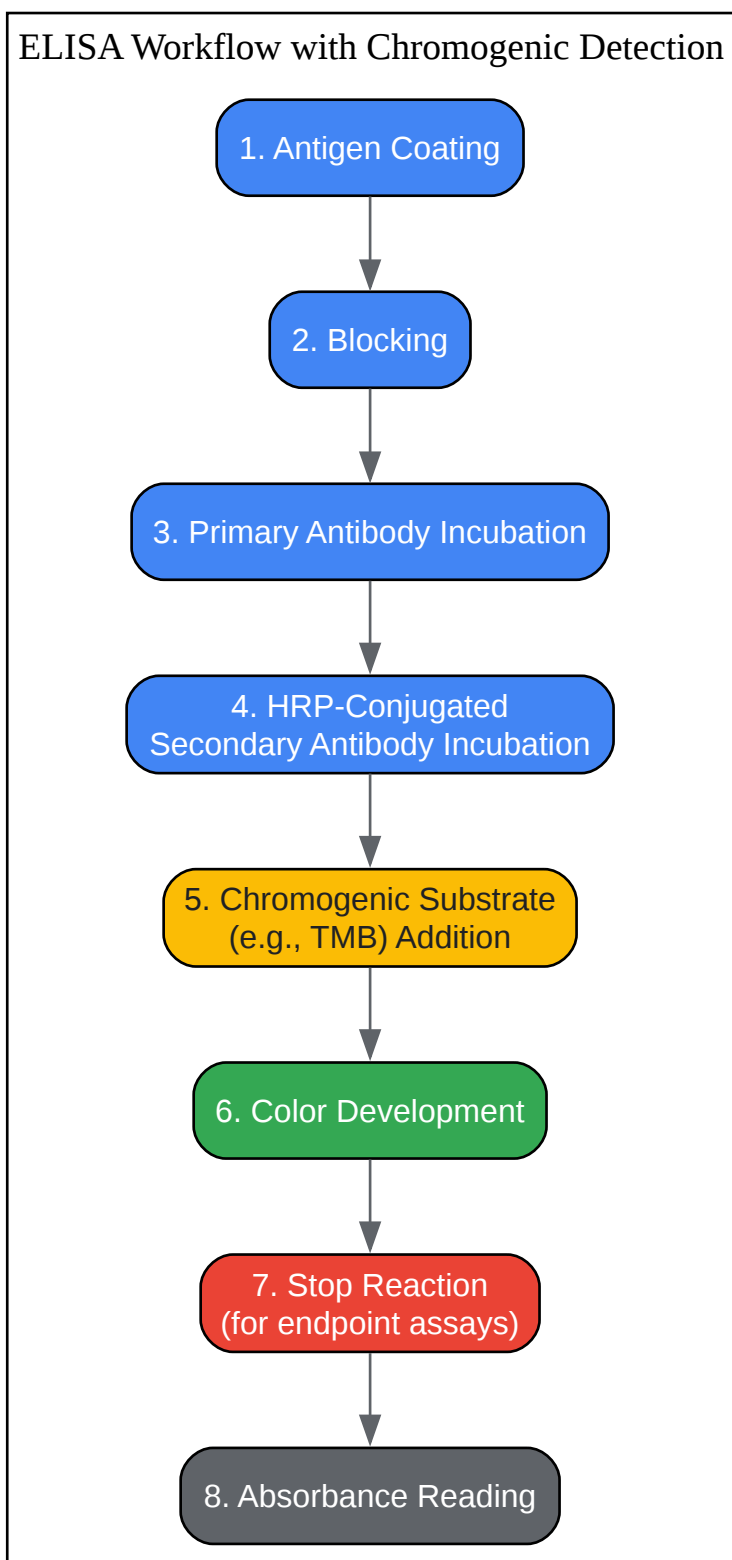 ELISA Workflow with Chromogenic Detection
1. Antigen Coating
2. Blocking
3. Primary Antibody Incubation
4. HRP-Conjugated
Secondary Antibody Incubation
5. Chromogenic Substrate
(e.g., TMB) Addition
6. Color Development
7. Stop Reaction
(for endpoint assays)
8. Absorbance Reading